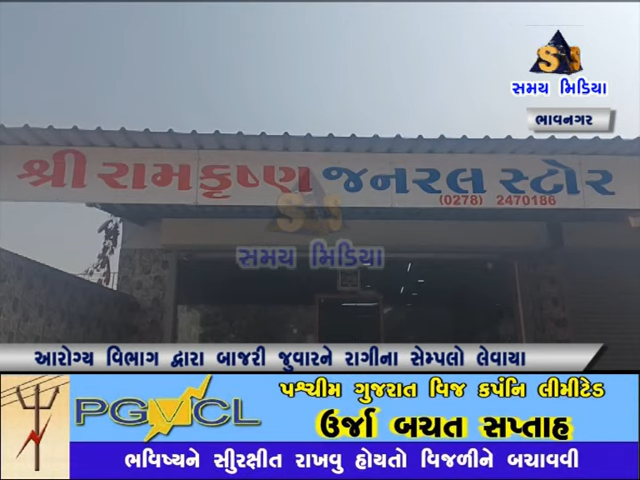 S S
સમય મિડિયા
ભાવનગર
શ્રી રામકૃષ્ણ જનરલ સ્ટોર
(0278) 2470186
સમય મિડિયા
આરોગ્ય વિભાગ દ્વારા બાજરી જુવારને રાગીના સેમ્પલો લેવાયા
પશ્ચીમ ગુજરાત વિજ કપંનિ લીમીટેડ
PGVCL
ઉર્જા બચત સપ્તાહ
ભવિષ્યને સુીરક્ષીત રાખવુ હોયતો વિજળીને બચાવવી